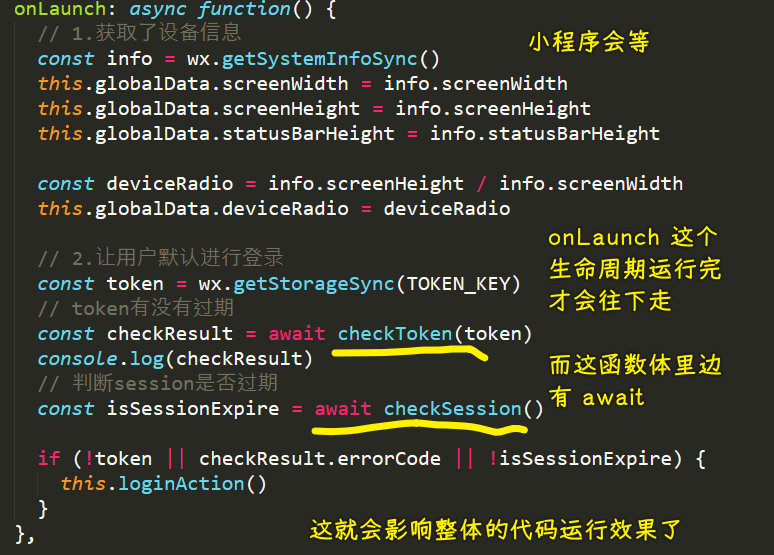 onLaunch: async function() {
// 1.获取了设备信息
小程序会等
const info = wx.getSystemInfoSync()
this.globalData.screenWidth = info.screenWidth
this.globalData.screenHeight = info.screenHeight
this.globalData.statusBarHeight = info.statusBarHeight
const deviceRadio = info.screenHeight / info.screenWidth
this.globalData.deviceRadio = deviceRadio
onLaunch 这个
生命周期运行完
才会往下走
// 2.让用户默认进行登录
const token = wx.getStorageSync(TOKEN_KEY)
// token有没有过期
const checkResult = await checkToken(token)
console.log(checkResult)
而这函数体里边
有 await
// 判断session是否过期
const isSessionExpire = await checkSession()
if (!token || checkResult.errorCode || !isSessionExpire) {
this.loginAction()
}
这就会影响整体的代码运行效果了
},